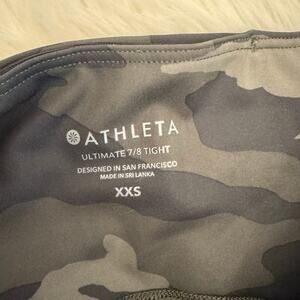 ATHLETA
ULTIMATE 7/8 TIGHT
DESIGNED IN SAN FRANCISCO
MADE IN SRI LANKA
XXS